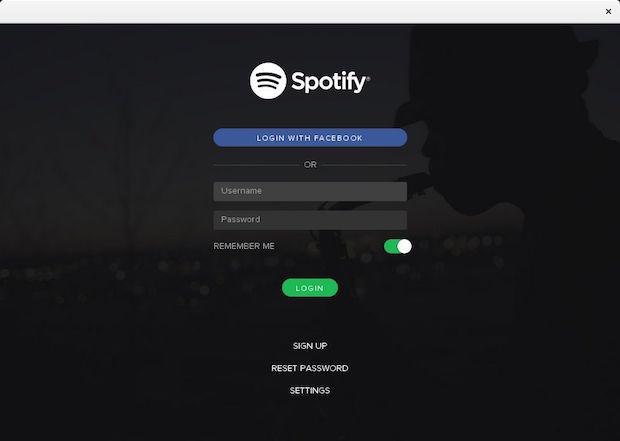 Spotify®
LOGIN WITH FACEBOOK
OR
Username
Password
REMEMBER ME
LOGIN
SIGN UP
RESET PASSWORD
SETTINGS